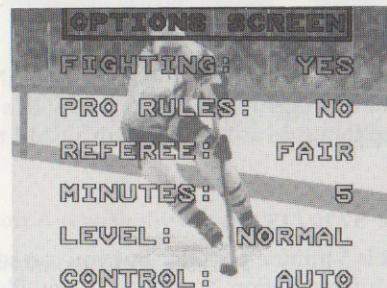 OPTIONS SCREEN
FIGHTING: YES
PRO RULES: NO
REFEREE: FAIR
MINUTES: 5
LEVEL: NORMAL
CONTROL: AUTO